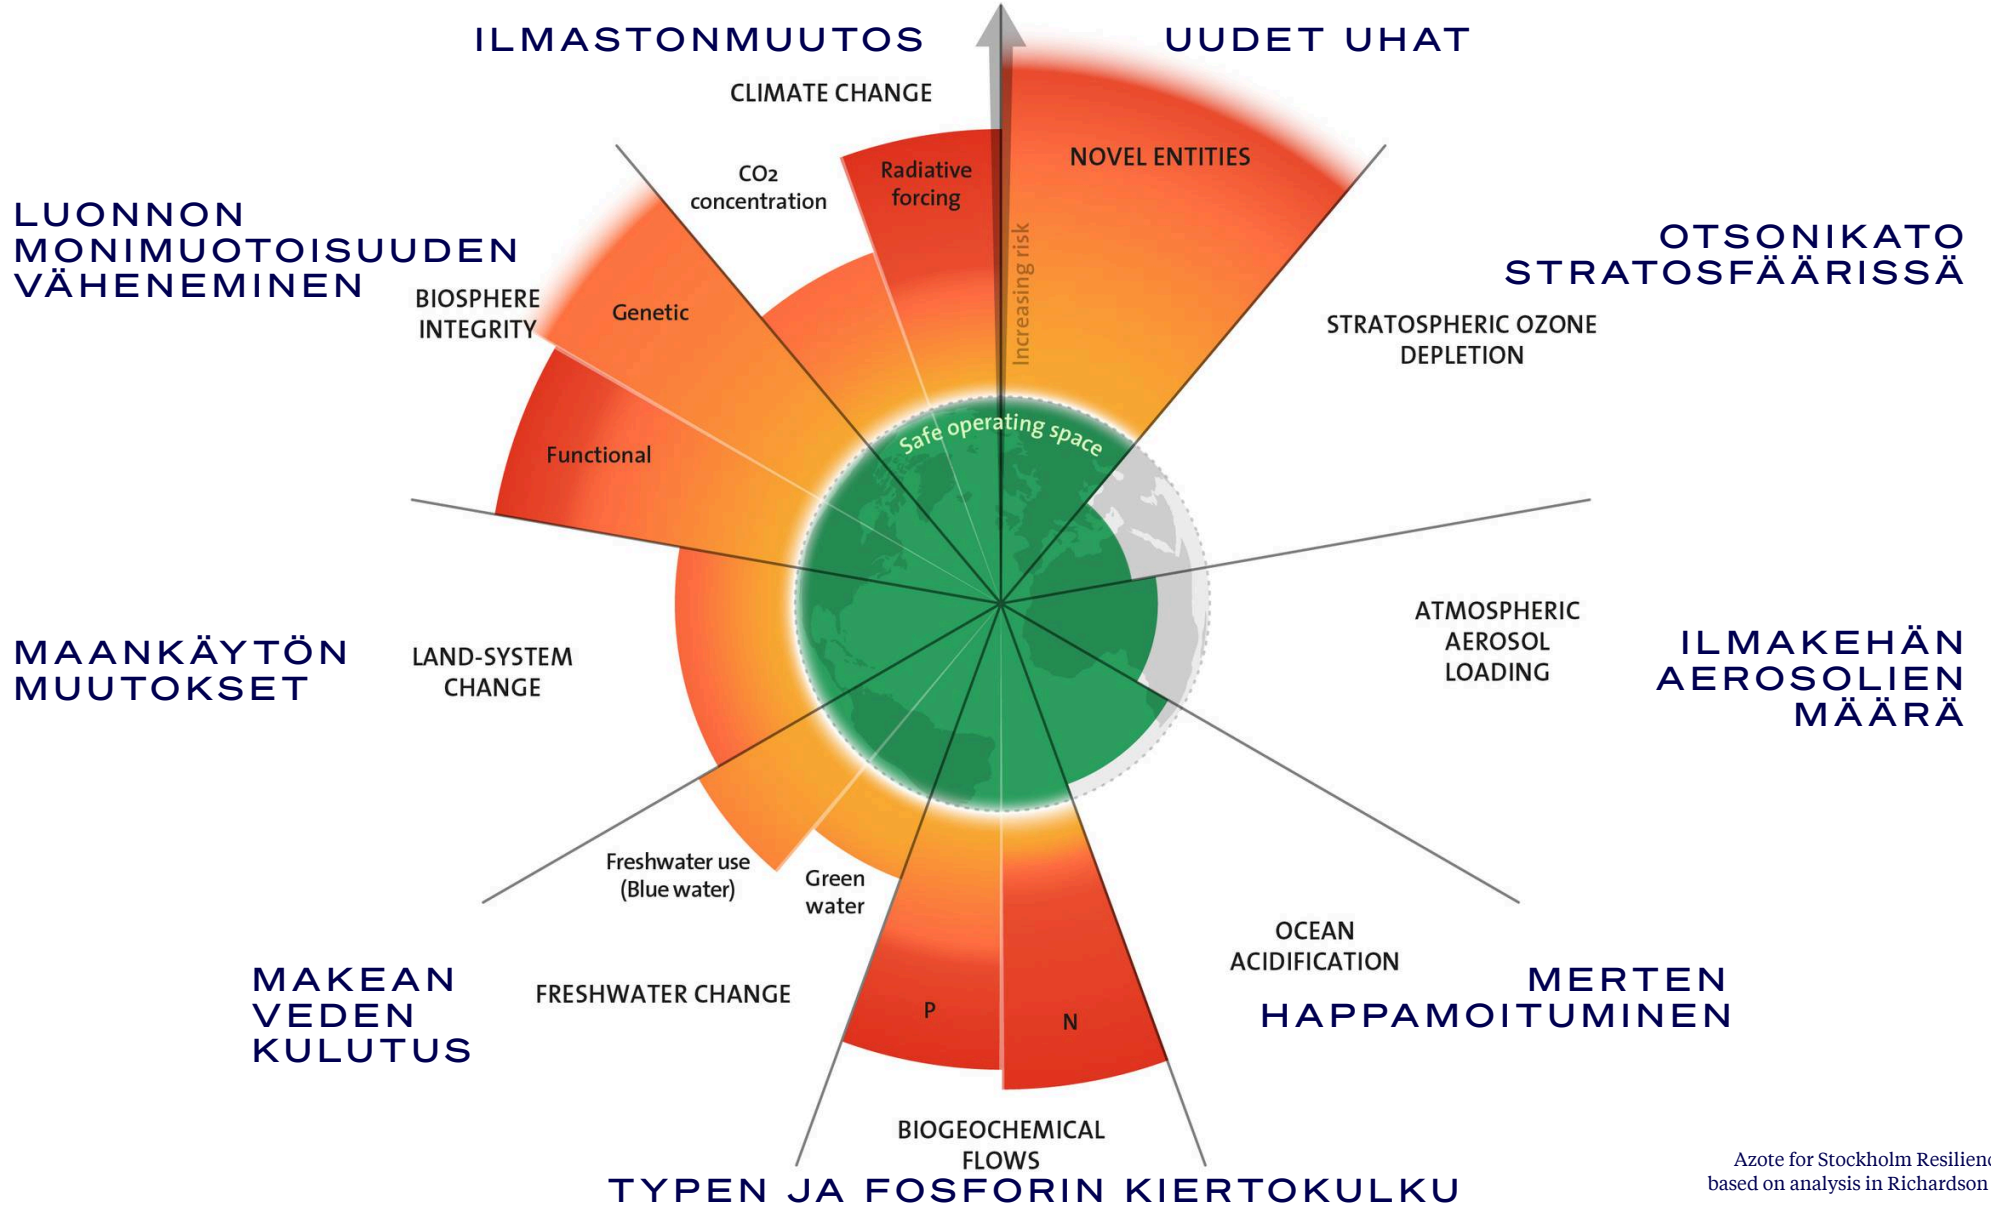 ILMASTONMUUTOS
UUDET UHAT
CLIMATE CHANGE
NOVEL ENTITIES
CO2
concentration
Radiative
forcing
Increasing risk
LUONNON
MONIMUOTOISUUDEN
VÄHENEMINEN
BIOSPHERE
INTEGRITY
Genetic
Functional
OTSONIKATO
STRATOSFÄÄRISSÄ
STRATOSPHERIC OZONE
DEPLETION
Safe operating space
MAANKÄYTÖN
MUUTOKSET
LAND-SYSTEM
CHANGE
ATMOSPHERIC
AEROSOL
LOADING
ILMAKEHÄN
AEROSOLIEN
MÄÄRÄ
Freshwater use
(Blue water)
Green
water
MAKEAN
VEDEN
KULUTUS
FRESHWATER CHANGE
P
N
OCEAN
ACIDIFICATION
MERTEN
HAPPAMOITUMINEN
BIOGEOCHEMICAL
FLOWS
TYPEN JA FOSFORIN KIERTOKULKU
Azote for Stockholm Resilienc
based on analysis in Richardson